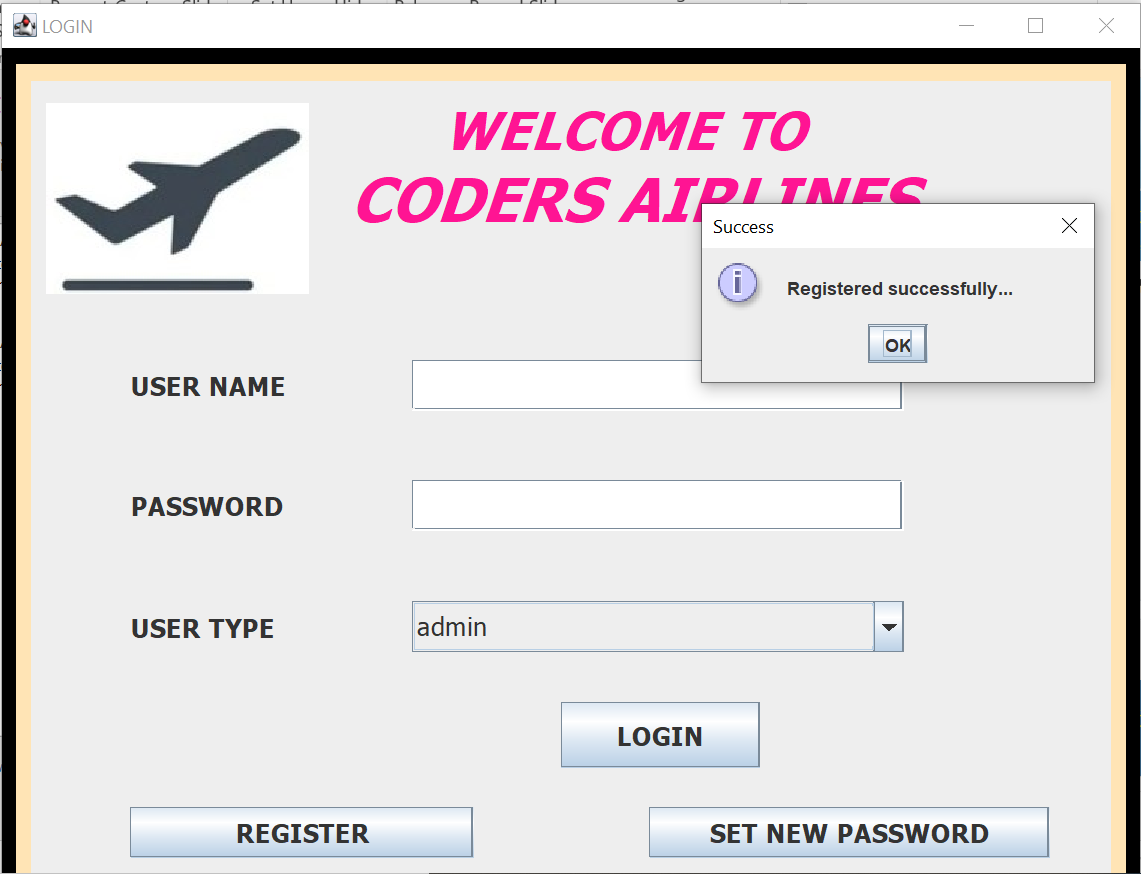 LOGIN
WELCOME TO
CODERS AIRLINES
Success
Registered successfully...
OK
USER NAME
PASSWORD
USER TYPE
admin
LOGIN
REGISTER
SET NEW PASSWORD